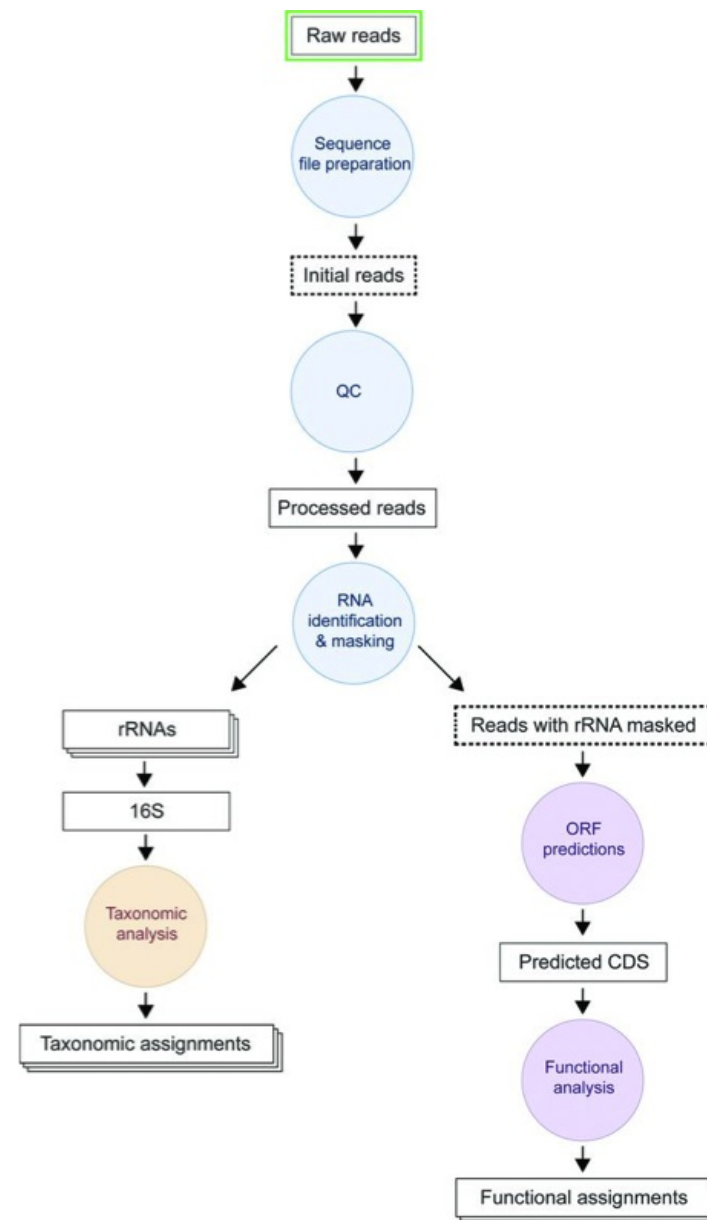 Raw reads
Sequence
file preparation
Initial reads
QC
Processed reads
RNA
identification
& masking
rRNAs
16S
Taxonomic
analysis
Taxonomic assignments
Reads with rRNA masked
ORF
predictions
Predicted CDS
Functional
analysis
Functional assignments